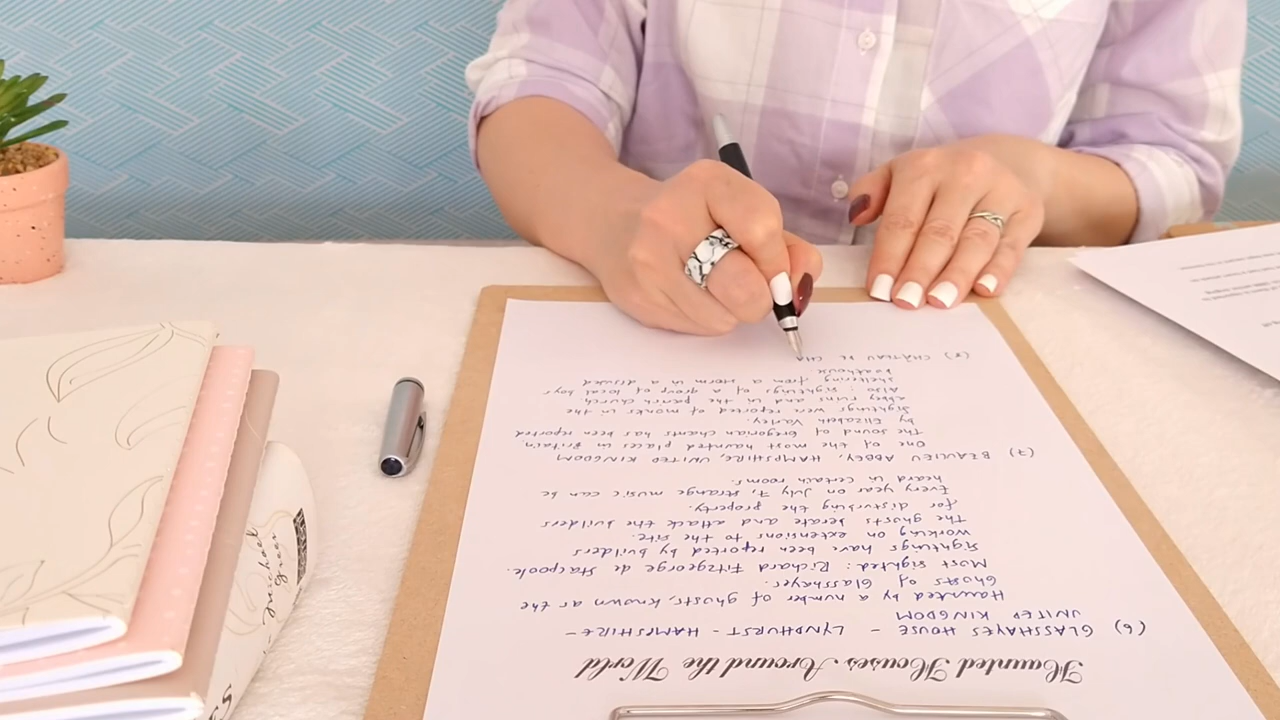 Haunted Houses Around the World
(6) GLASSHAYES HOUSE - LYNDHURST - HAMPSHIRE -
UNITED KINGDOM
Haunted by a number of ghosts, known as the
Ghosts of Glasshayes.
Most sighted: Richard Fitzgeorge de Stacpoole.
Sightings have been reported by builders
working on extensions to the site.
The ghosts berate and attack the builders
for disturbing the property.
Every year on July 7, strange music can be
heard in certain rooms.
(7) BEAULIEU ABBEY, HAMPSHIRE, UNITED KINGDOM
One of the most haunted places in Britain.
The sound of Gregorian chants has been reported
by Elizabeth Varley.
Sightings were reported of monks in the
abbey ruins and in the parish church.
Also: sightings of a group of local boys
sheltering from a storm in a disused
boathouse
(8) CHÂTEAU DE CHA